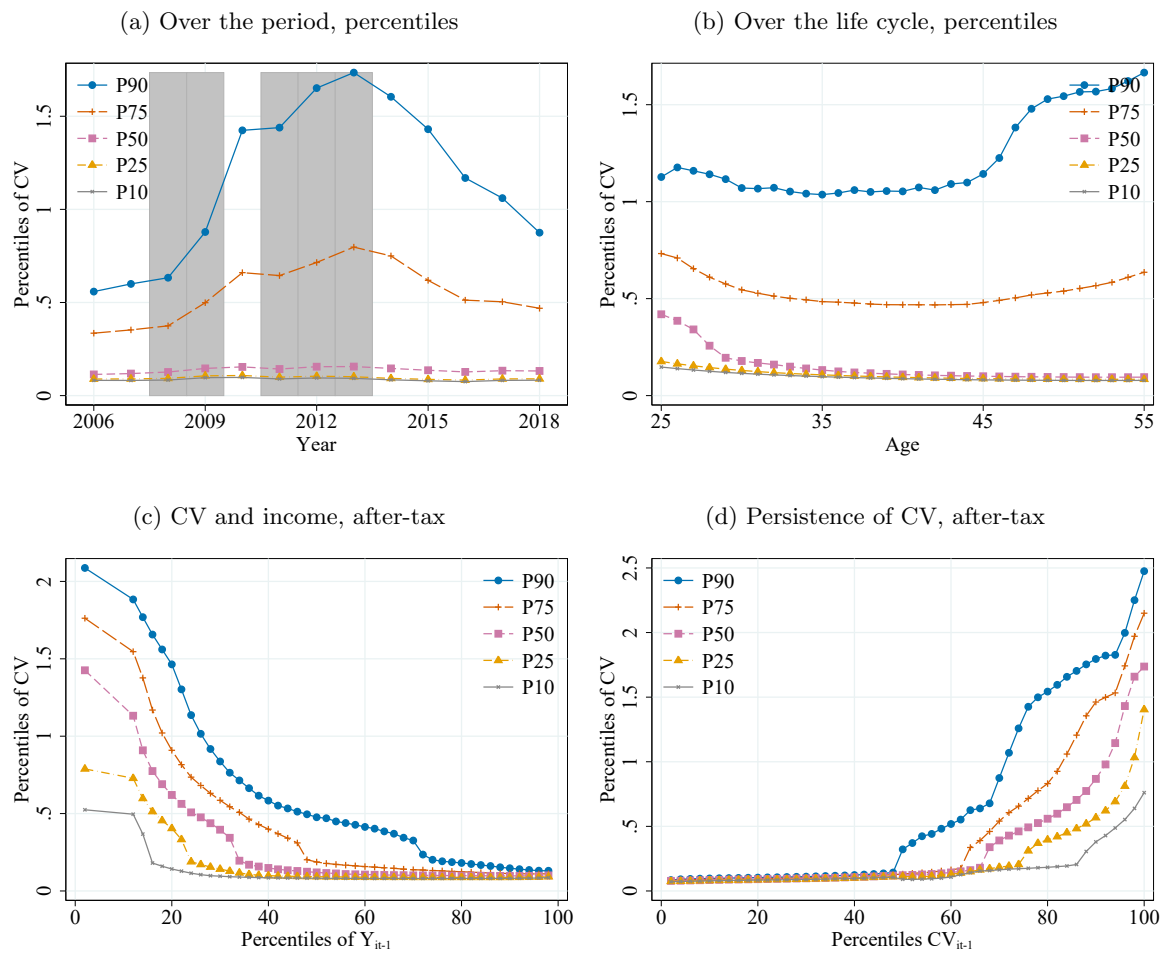 (a) Over the period, percentiles
P90
P75
P50
P25
P10
Percentiles of CV
0
.5
1
1.5
2006
2009
2012
2015
2018
Year
(b) Over the life cycle, percentiles
P90
P75
P50
P25
P10
Percentiles of CV
0
.5
1
1.5
25
35
45
55
Age
(c) CV and income, after-tax
P90
P75
P50
P25
P10
Percentiles of CV
0
.5
1
1.5
2
0
20
40
60
80
100
Percentiles of Y_it-1
(d) Persistence of CV, after-tax
P90
P75
P50
P25
P10
Percentiles of CV
0
.5
1
1.5
2
2.5
0
20
40
60
80
100
Percentiles CV_it-1